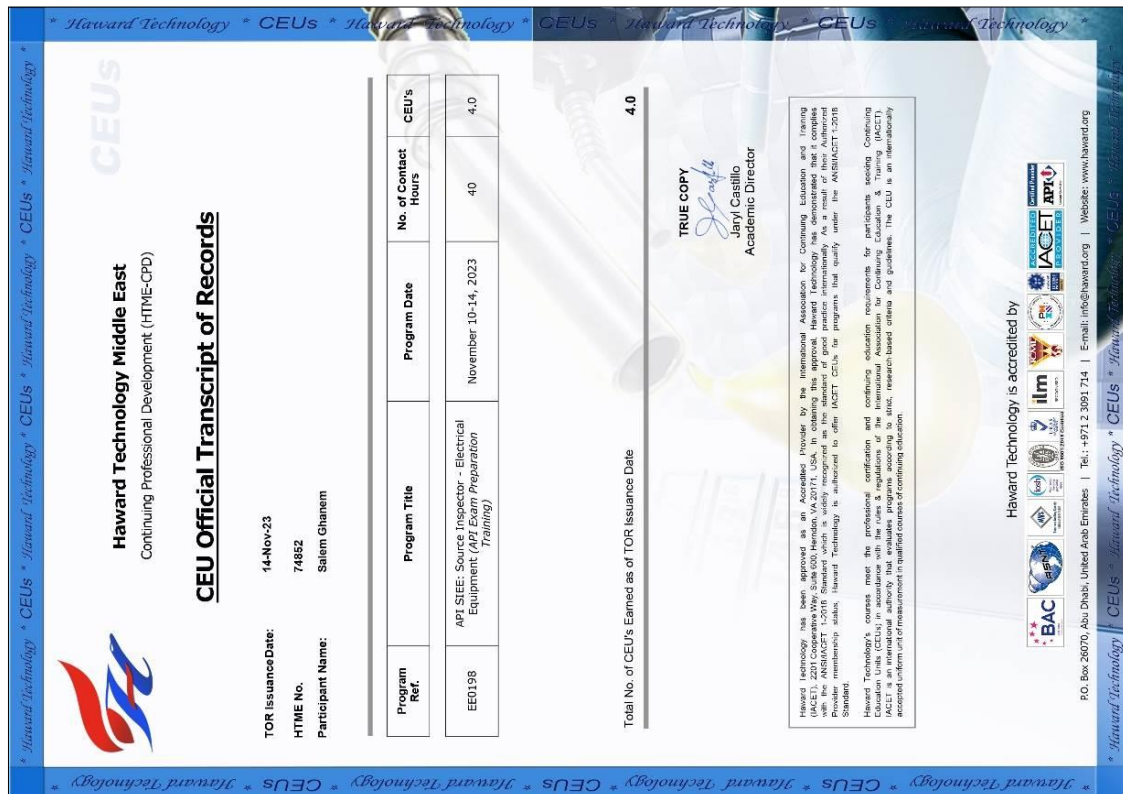 * Haward Technology * CEUs * Haward Technology * CEUs * Haward Technology * CEUs * Haward Technology *
CEUs
Haward Technology Middle East
Continuing Professional Development (HTME-CPD)
CEU Official Transcript of Records
TOR Issuance Date: 14-Nov-23
HTME No. 74852
Participant Name: Salem Ghanem
Program Ref. Program Title Program Date No. of Contact Hours CEU's
EE0198 API SIEE: Source Inspector - Electrical Equipment (API Exam Preparation Training) November 10-14, 2023 40 4.0
Total No. of CEU's Earned as of TOR Issuance Date 4.0
TRUE COPY
Jaryl Castillo
Academic Director
Haward Technology has been approved as an Accredited Provider by the International Association for Continuing Education and Training
(IACET), 2201 Cooperative Way, Suite 600, Herndon, VA 20171, USA. In obtaining this approval, Haward Technology has demonstrated that it complies
with the ANSI/IACET 1-2018 Standard which is widely recognized as the standard of good practice internationally. As a result of their Authorized
Provider membership status, Haward Technology is authorized to offer IACET CEUs for programs that qualify under the ANSI/IACET 1-2018
Standard.
Haward Technology's courses meet the professional certification and continuing education requirements for participants seeking Continuing
Education Units (CEUs) in accordance with the rules & regulations of the International Association for Continuing Education & Training (IACET).
IACET is an international authority that evaluates programs according to strict, research-based criteria and guidelines. The CEU is an internationally
accepted uniform unit of measurement in qualified courses of continuing education.
Haward Technology is accredited by
BAC
ASNT
AWS
iosh
ilm
ACCREDITED
IACET
PROVIDER
Certified Provider
API
P.O. Box 26070, Abu Dhabi, United Arab Emirates | Tel.: +971 2 3091 714 | E-mail: info@haward.org | Website: www.haward.org
* Haward Technology * CEUs * Haward Technology * CEUs * Haward Technology * CEUs * Haward Technology *